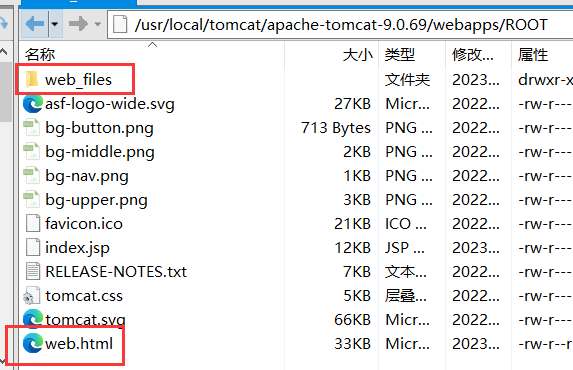 /usr/local/tomcat/apache-tomcat-9.0.69/webapps/ROOT
名称 大小 类型 修改... 属性
web_files 文件夹 2023... drwxr-x
asf-logo-wide.svg 27KB Micr... 2022... -rw-r---
bg-button.png 713 Bytes PNG ... 2022... -rw-r---
bg-middle.png 2KB PNG ... 2022... -rw-r---
bg-nav.png 1KB PNG ... 2022... -rw-r---
bg-upper.png 3KB PNG ... 2022... -rw-r---
favicon.ico 21KB ICO ... 2022... -rw-r---
index.jsp 12KB JSP ... 2023... -rw-r---
RELEASE-NOTES.txt 7KB 文本... 2022... -rw-r---
tomcat.css 5KB 层叠... 2022... -rw-r---
tomcat.svg 66KB Micr... 2022... -rw-r---
web.html 33KB Micr... 2023... -rw-r--r